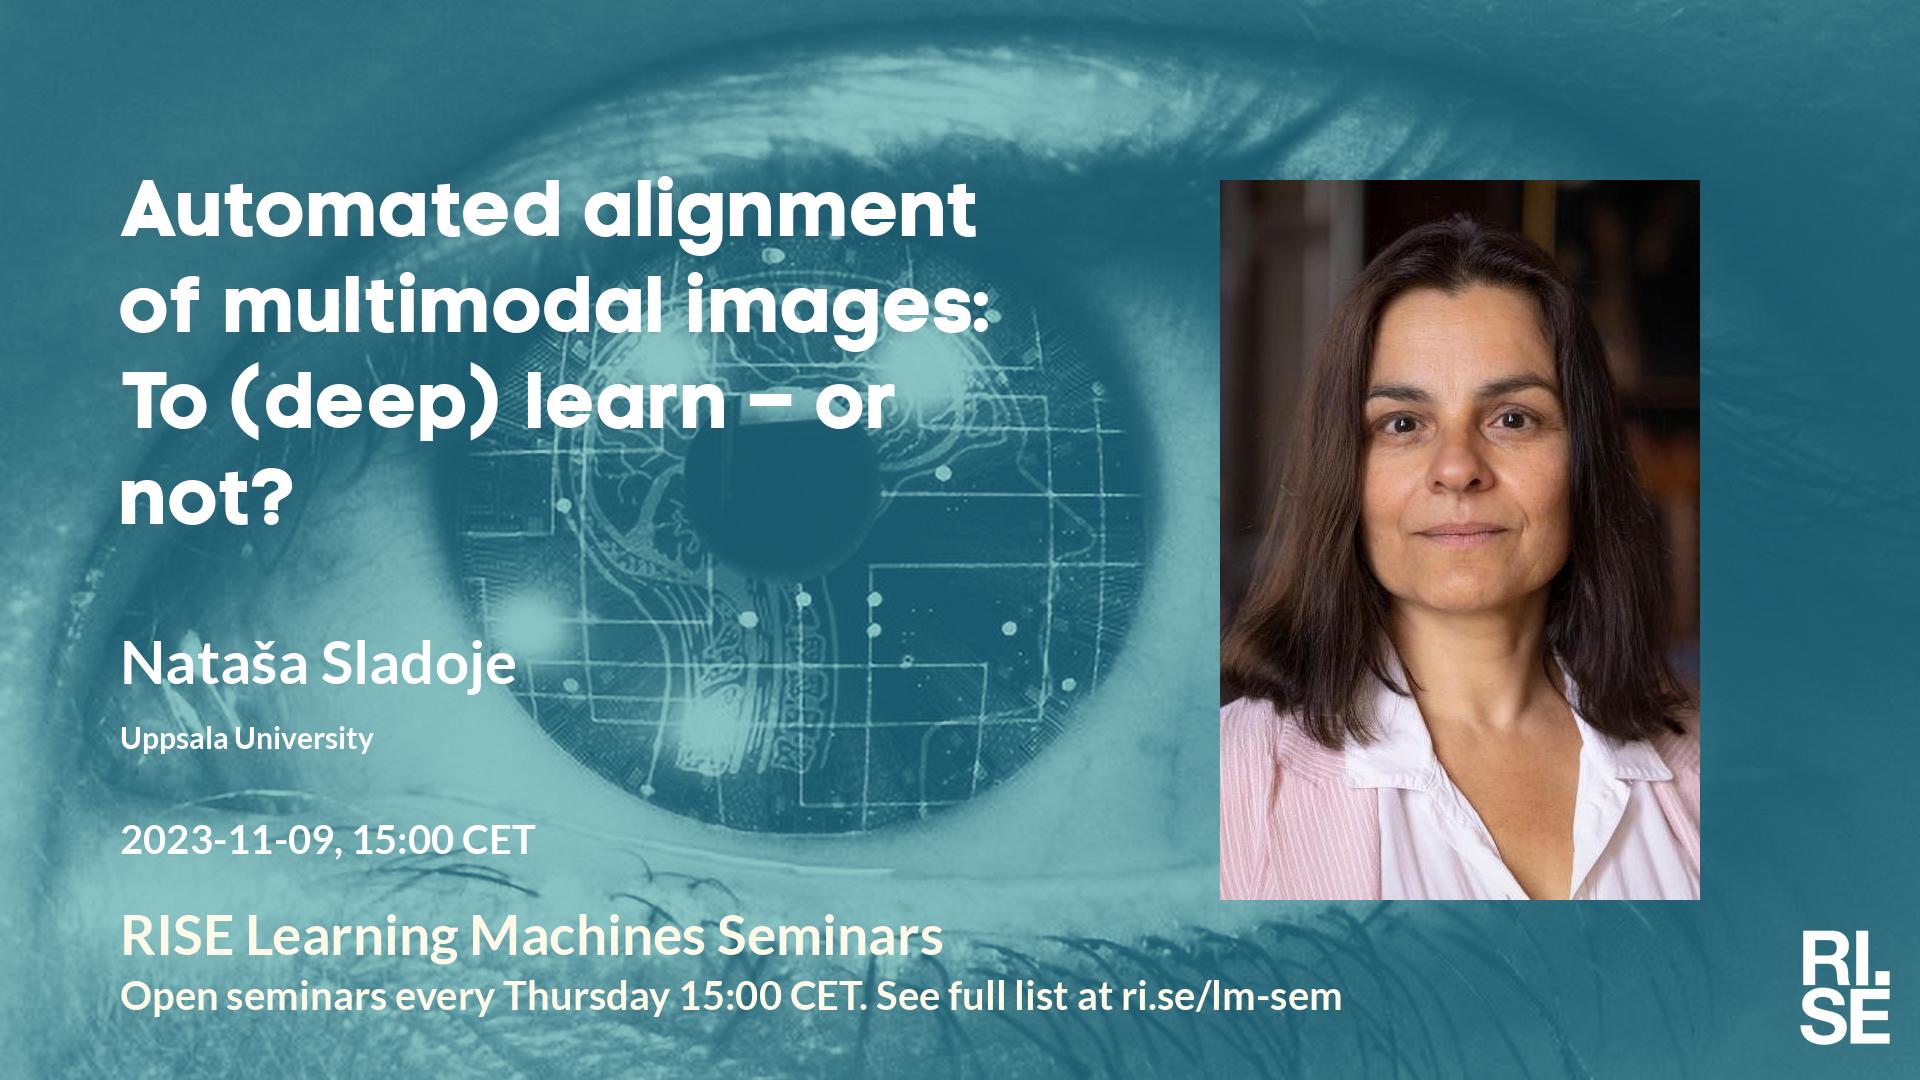 Automated alignment
of multimodal images:
To (deep) learn – or
not?
Nataša Sladoje
Uppsala University
2023-11-09, 15:00 CET
RISE Learning Machines Seminars
Open seminars every Thursday 15:00 CET. See full list at ri.se/lm-sem
RI.
SE